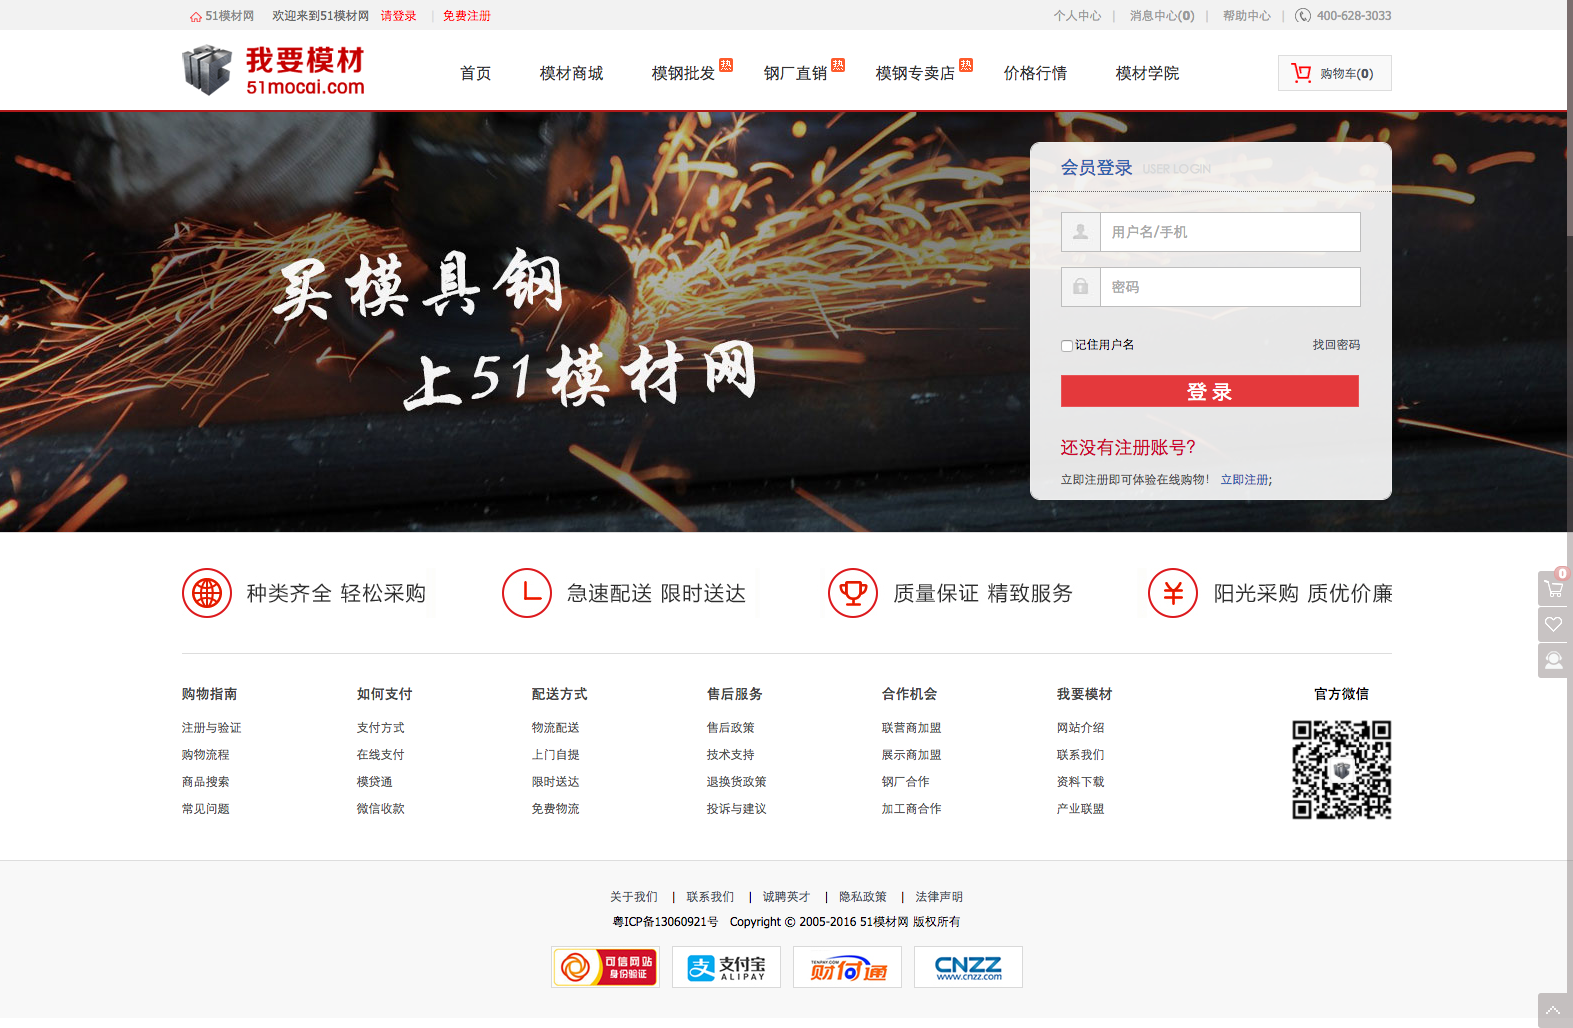 51模材网 欢迎来到51模材网 请登录 | 免费注册 个人中心 | 消息中心(0) | 帮助中心 | 400-628-3033
我要模材
51mocai.com
首页 模材商城 模钢批发 热 钢厂直销 热 模钢专卖店 热 价格行情 模材学院 购物车(0)
会员登录 USER LOGIN
用户名/手机
密码
买模具钢
上51模材网
记住用户名 找回密码
登 录
还没有注册账号?
立即注册即可体验在线购物! 立即注册;
种类齐全 轻松采购 急速配送 限时送达 质量保证 精致服务 阳光采购 质优价廉
0
购物指南 如何支付 配送方式 售后服务 合作机会 我要模材 官方微信
注册与验证 支付方式 物流配送 售后政策 联营商加盟 网站介绍
购物流程 在线支付 上门自提 技术支持 展示商加盟 联系我们
商品搜索 模贷通 限时送达 退换货政策 钢厂合作 资料下载
常见问题 微信收款 免费物流 投诉与建议 加工商合作 产业联盟
关于我们 | 联系我们 | 诚聘英才 | 隐私政策 | 法律声明
粤ICP备13060921号 Copyright © 2005-2016 51模材网 版权所有
可信网站
身份验证
支付宝
ALIPAY
TENPAY.COM
财付通
CNZZ
www.cnzz.com